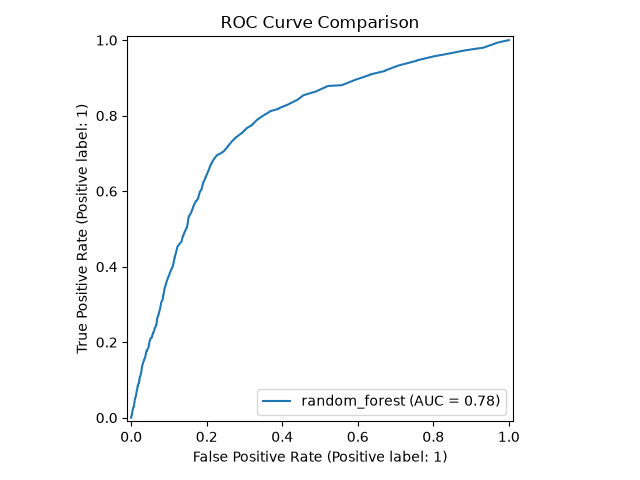 ROC Curve Comparison
True Positive Rate (Positive label: 1)
1.0
0.8
0.6
0.4
0.2
0.0
random_forest (AUC = 0.78)
0.0 0.2 0.4 0.6 0.8 1.0
False Positive Rate (Positive label: 1)